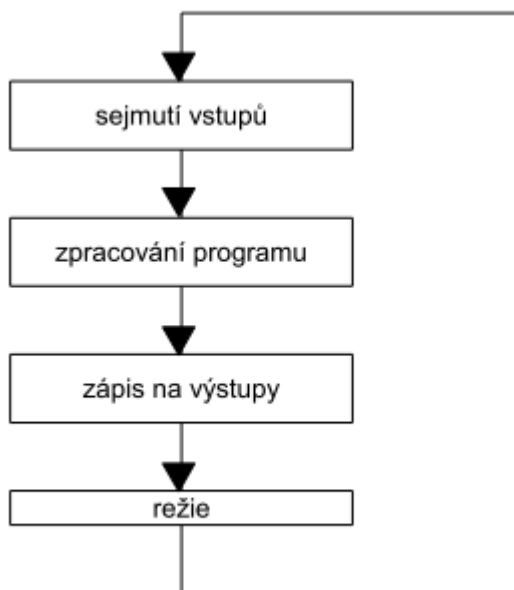 sejmutí vstupů
zpracování programu
zápis na výstupy
režie